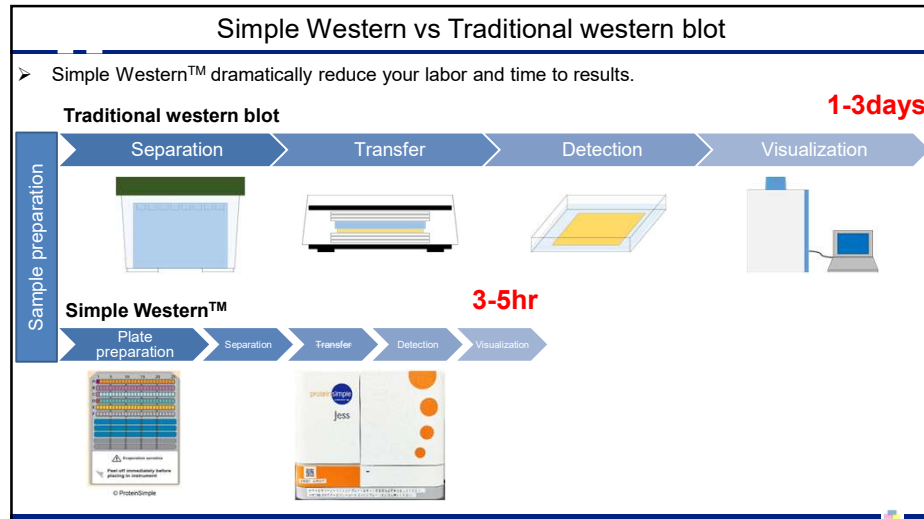 Simple Western vs Traditional western blot
➢ Simple Western™ dramatically reduce your labor and time to results.
1-3days
Traditional western blot
Sample preparation
Separation
Transfer
Detection
Visualization
Simple Western™
3-5hr
Plate
preparation
Separation
Transfer
Detection
Visualization
Evaporation sensitive
Peel off immediately before
placing in instrument
© ProteinSimple
proteinsimple
Jess